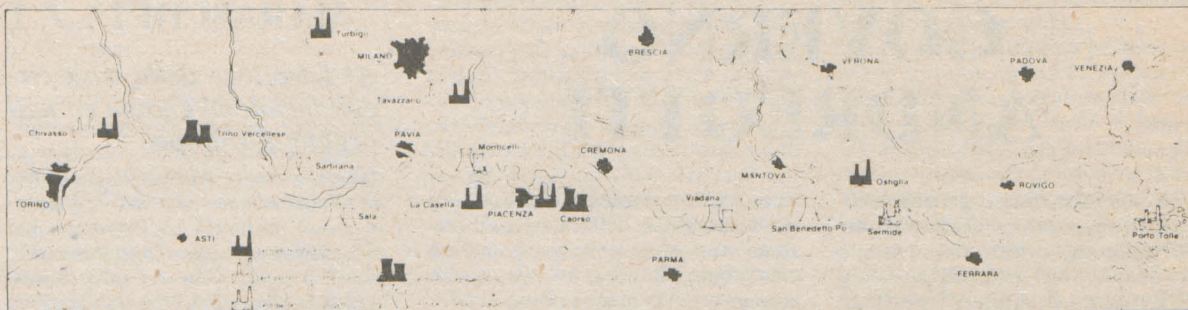 Turbigo
MILANO
BRESCIA
VERONA
PADOVA
VENEZIA
Tavazzano
Chivasso
Trino Vercellese
PAVIA
Monticelli
CREMONA
Sartirana
MANTOVA
Ostiglia
ROVIGO
TORINO
La Casella
PIACENZA
Caorso
Viadana
Sala
San Benedetto Po
Sermide
Porto Tolle
ASTI
PARMA
FERRARA